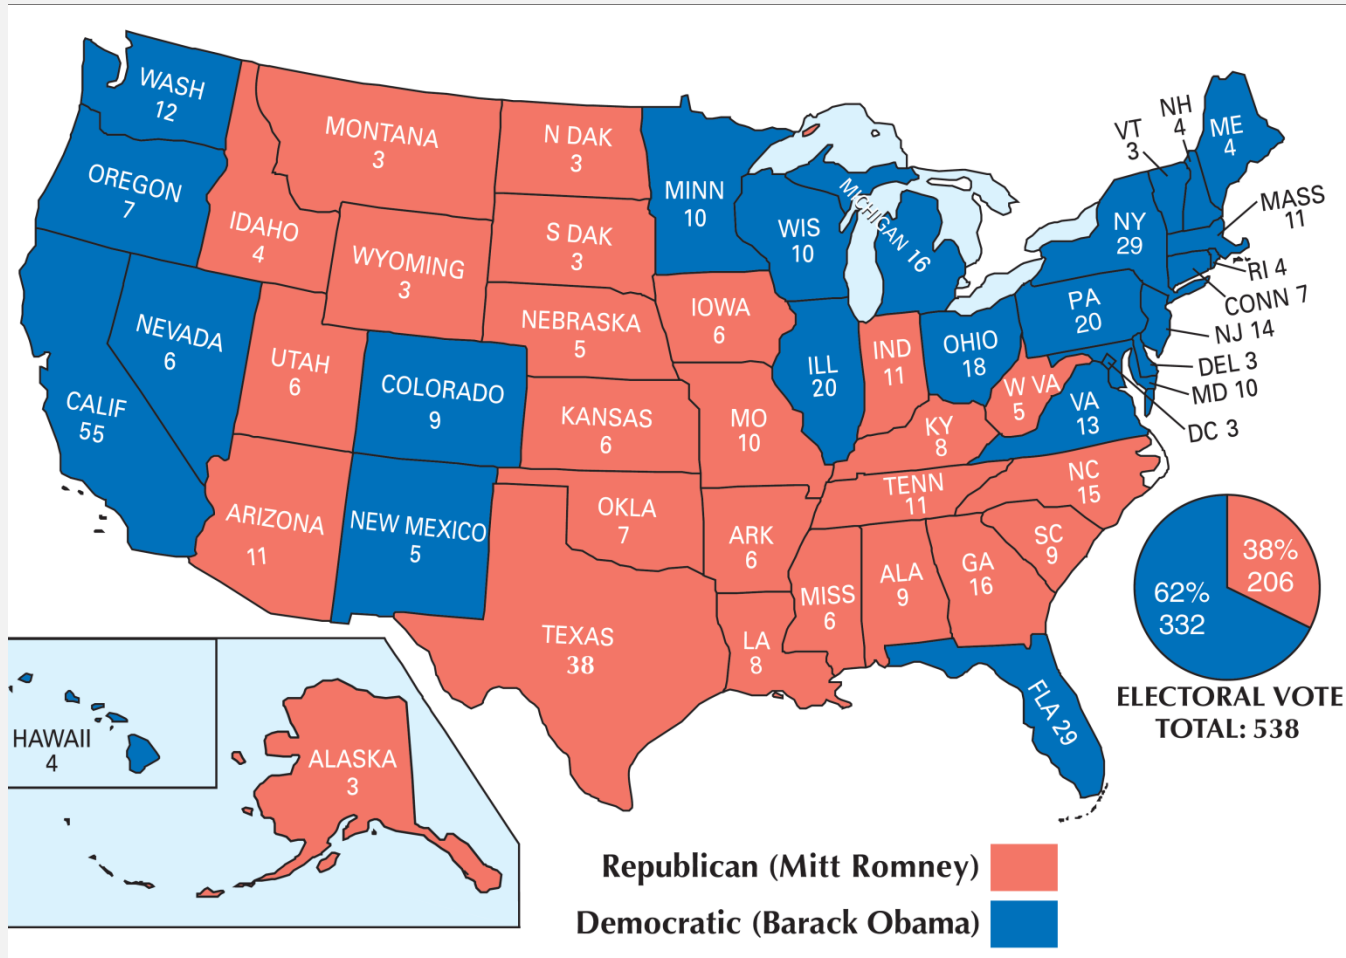 WASH
12
OREGON
7
CALIF
55
NEVADA
6
IDAHO
4
MONTANA
3
WYOMING
3
UTAH
6
ARIZONA
11
COLORADO
9
NEW MEXICO
5
N DAK
3
S DAK
3
NEBRASKA
5
KANSAS
6
OKLA
7
TEXAS
38
MINN
10
IOWA
6
MO
10
ARK
6
LA
8
WIS
10
ILL
20
MICHIGAN 16
IND
11
OHIO
18
KY
8
TENN
11
MISS
6
ALA
9
GA
16
FLA 29
SC
9
NC
15
VA
13
W VA
5
PA
20
NY
29
VT
3
NH
4
ME
4
MASS
11
RI 4
CONN 7
NJ 14
DEL 3
MD 10
DC 3
HAWAII
4
ALASKA
3
38%
206
62%
332
ELECTORAL VOTE
TOTAL: 538
Republican (Mitt Romney)
Democratic (Barack Obama)